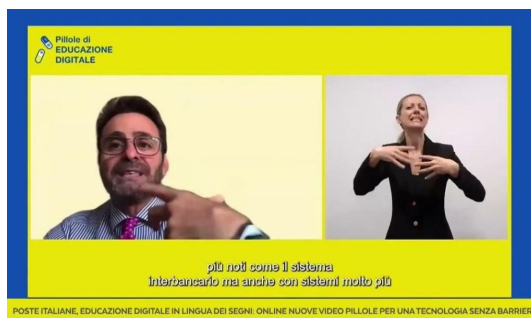 Pillole di
EDUCAZIONE
DIGITALE
più noti come il sistema
interbancario ma anche con sistemi molto più
POSTE ITALIANE, EDUCAZIONE DIGITALE IN LINGUA DEI SEGNI: ONLINE NUOVE VIDEO PILLOLE PER UNA TECNOLOGIA SENZA BARRIER